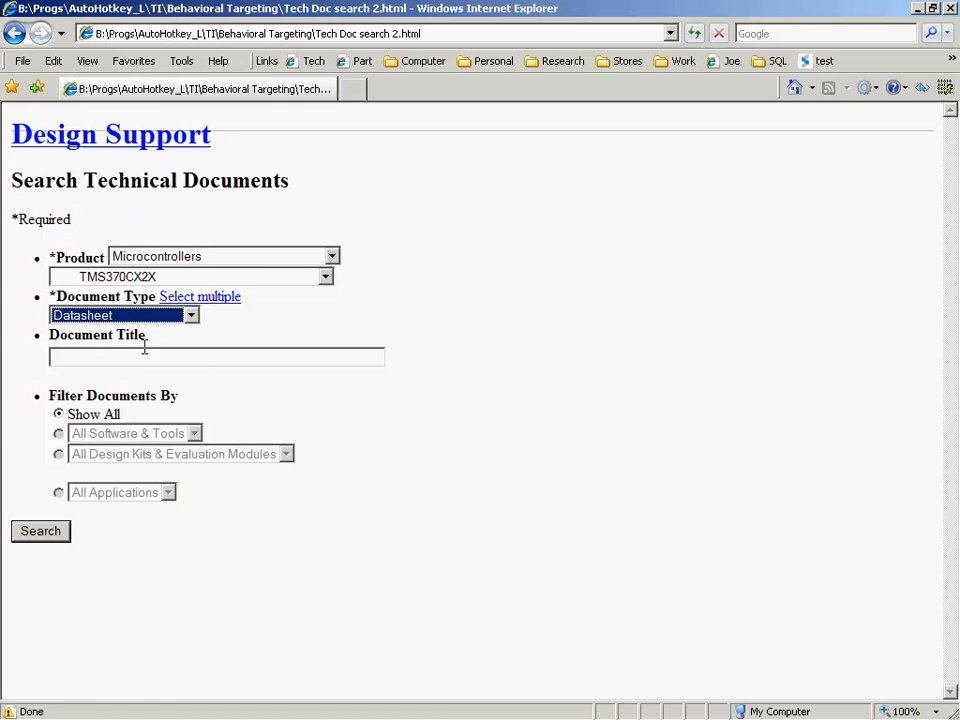 B:\Progs\AutoHotkey_L\TI\Behavioral Targeting\Tech Doc search 2.html - Windows Internet Explorer
B:\Progs\AutoHotkey_L\TI\Behavioral Targeting\Tech Doc search 2.html
Google
File Edit View Favorites Tools Help Links Tech Part Computer Personal Research Stores Work Joe SQL test »
B:\Progs\AutoHotkey_L\TI\Behavioral Targeting\Tech...
Design Support
Search Technical Documents
*Required
*Product Microcontrollers
TMS370CX2X
*Document Type Select multiple
Datasheet
Document Title
Filter Documents By
Show All
All Software & Tools
All Design Kits & Evaluation Modules
All Applications
Search
Done My Computer 100%